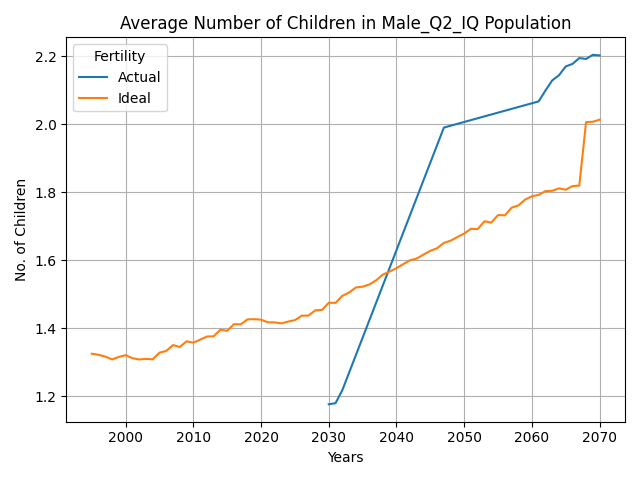 Average Number of Children in Male_Q2_IQ Population
Fertility
Actual
Ideal
No. of Children
2.2
2.0
1.8
1.6
1.4
1.2
2000 2010 2020 2030 2040 2050 2060 2070
Years